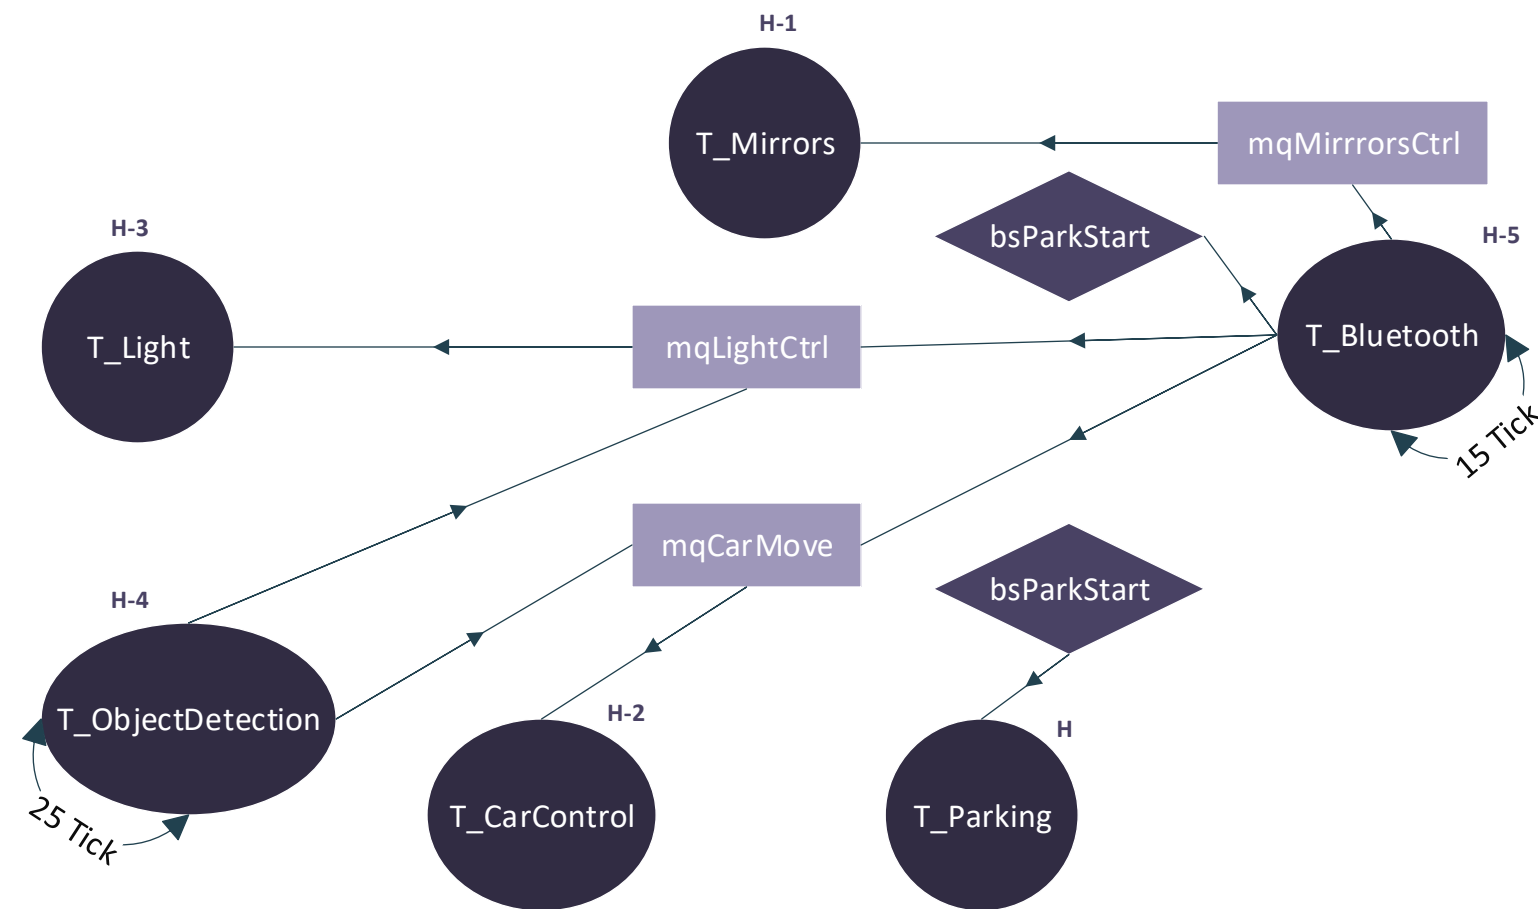 H-1
T_Mirrors
mqMirrrorsCtrl
bsParkStart
H-3
H-5
T_Light
mqLightCtrl
T_Bluetooth
15 Tick
mqCarMove
bsParkStart
H-4
T_ObjectDetection
H-2
H
25 Tick
T_CarControl
T_Parking